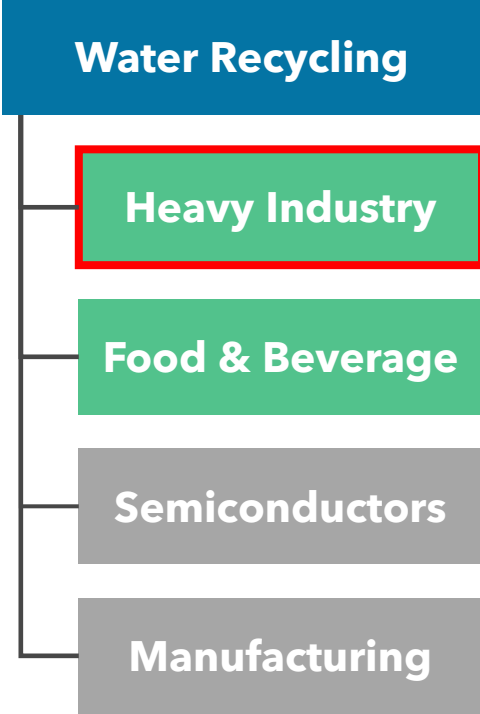 Water Recycling
Heavy Industry
Food & Beverage
Semiconductors
Manufacturing